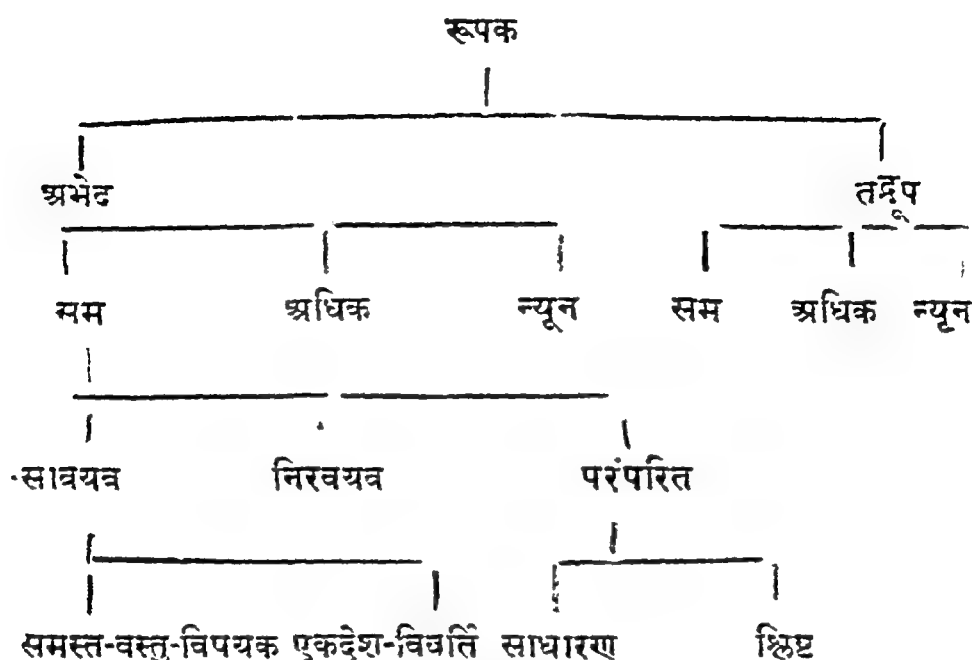 रूपक
अभेद तद्रूप
सम अधिक न्यून सम अधिक न्यून
सावयव निरवयव परंपरित
समस्त-वस्तु-विषयक एकदेश-विवर्ति साधारण श्लिष्ट